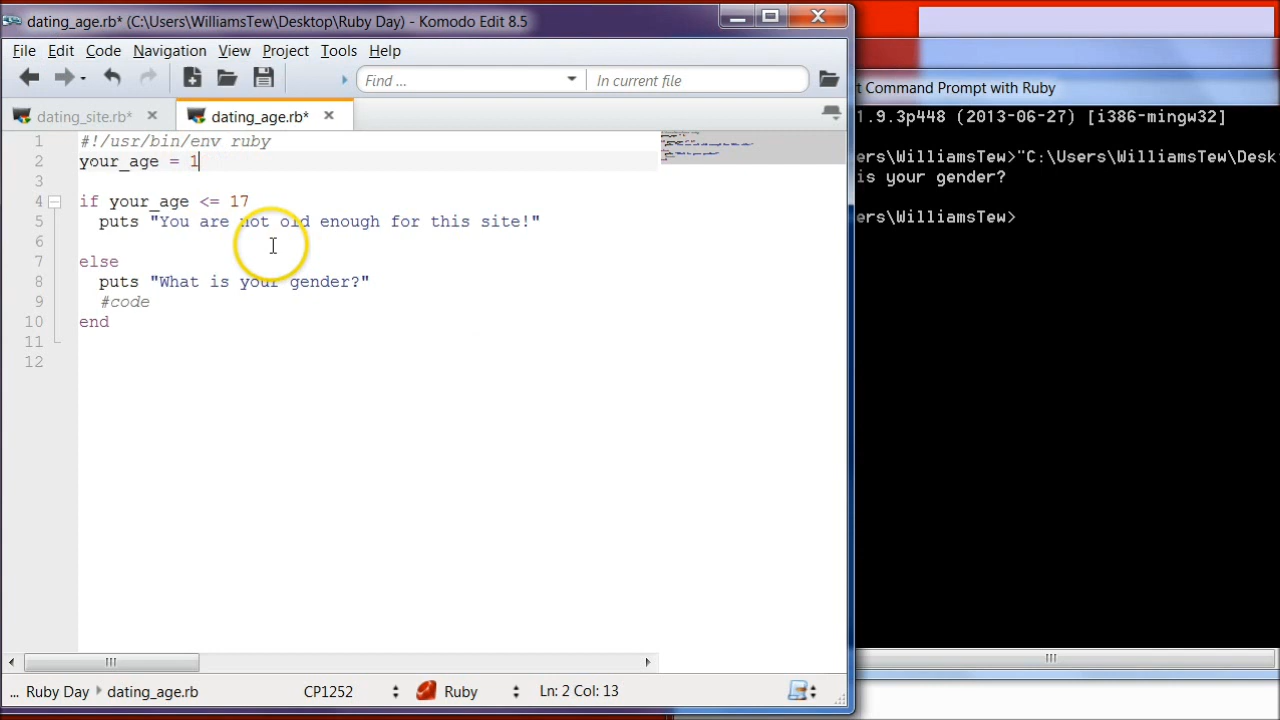 dating_age.rb* (C:\Users\WilliamsTew\Desktop\Ruby Day) - Komodo Edit 8.5
File Edit Code Navigation View Project Tools Help
Find ... In current file
dating_site.rb* dating_age.rb*
1 #!/usr/bin/env ruby
2 your_age = 1
3
4 if your_age <= 17
5 puts "You are not old enough for this site!"
6
7 else
8 puts "What is your gender?"
9 #code
10 end
11
12
... Ruby Day dating_age.rb CP1252 Ruby Ln: 2 Col: 13
t Command Prompt with Ruby
1.9.3p448 (2013-06-27) [i386-mingw32]
ers\WilliamsTew>"C:\Users\WilliamsTew\Desk
is your gender?
ers\WilliamsTew>